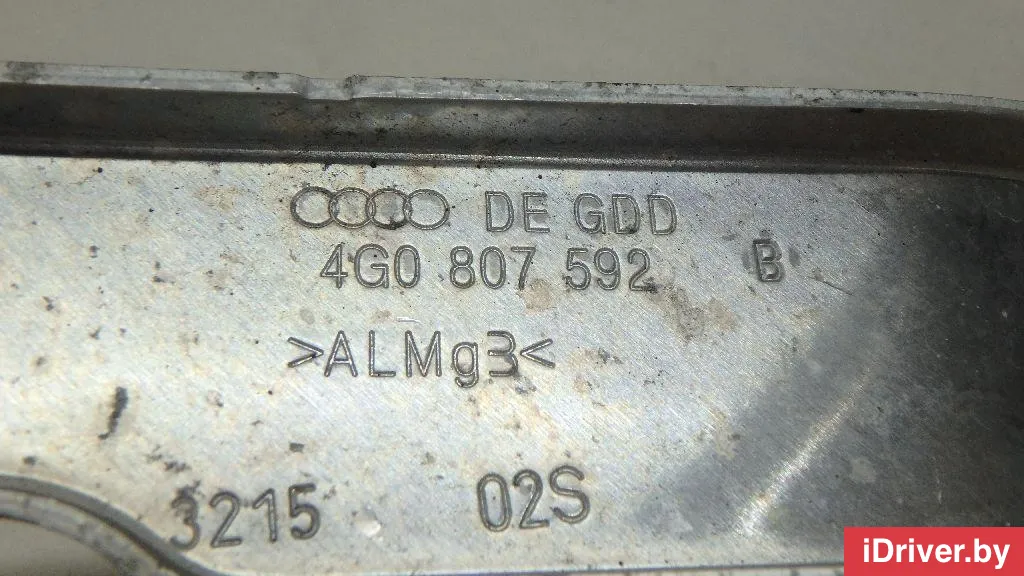 DE GDD
4G0 807 592 B
>ALMg3<
3215 02S
iDriver.by